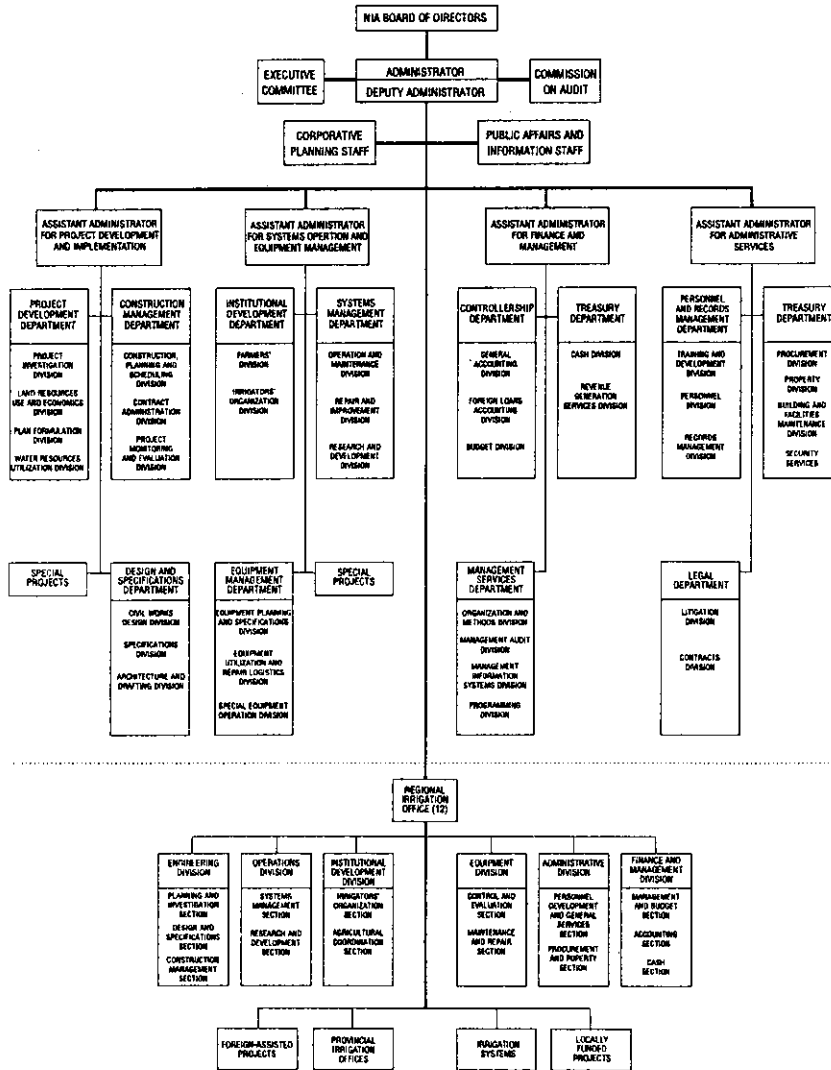 NIA BOARD OF DIRECTORS
EXECUTIVE
COMMITTEE
ADMINISTRATOR
DEPUTY ADMINISTRATOR
COMMISSION
ON AUDIT
CORPORATIVE
PLANNING STAFF
PUBLIC AFFAIRS AND
INFORMATION STAFF
ASSISTANT ADMINISTRATOR
FOR PROJECT DEVELOPMENT
AND IMPLEMENTATION
ASSISTANT ADMINISTRATOR
FOR SYSTEMS OPERTION AND
EQUIPMENT MANAGEMENT
ASSISTANT ADMINISTRATOR
FOR FINANCE AND
MANAGEMENT
ASSISTANT ADMINISTRATOR
FOR ADMINISTRATIVE
SERVICES
PROJECT
DEVELOPMENT
DEPARTMENT
PROJECT
INVESTIGATION
DIVISION
LAND RESOURCES
USE AND ECONOMICS DIVISION
PLAN FORMULATION
DIVISION
WATER RESOURCES
UTILIZATION DIVISION
CONSTRUCTION
MANAGEMENT
DEPARTMENT
CONSTRUCTION,
PLANNING AND
SCHEDULING
DIVISION
CONTRACT
ADMINISTRATION
DIVISION
PROJECT
MONITORING
AND EVALUATION
DIVISION
INSTITUTIONAL
DEVELOPMENT
DEPARTMENT
FARMERS'
DIVISION
IRRIGATORS'
ORGANIZATION
DIVISION
SYSTEMS
MANAGEMENT
DEPARTMENT
OPERATION AND
MAINTENANCE
DIVISION
REPAIR AND
IMPROVEMENT
DIVISION
RESEARCH AND
DEVELOPMENT
DIVISION
CONTROLLERSHIP
DEPARTMENT
GENERAL
ACCOUNTING
DIVISION
FOREIGN LOANS
ACCOUNTING
DIVISION
BUDGET DIVISION
TREASURY
DEPARTMENT
CASH DIVISION
REVENUE
GENERATION
SERVICES DIVISION
PERSONNEL
AND RECORDS
MANAGEMENT
DEPARTMENT
TRAINING AND
DEVELOPMENT
DIVISION
PERSONNEL
DIVISION
RECORDS
MANAGEMENT
DIVISION
TREASURY
DEPARTMENT
PROCUREMENT
DIVISION
PROPERTY
DIVISION
BUILDING AND
FACILITIES
MAINTENANCE
DIVISION
SECURITY
SERVICES
SPECIAL
PROJECTS
DESIGN AND
SPECIFICATIONS
DEPARTMENT
CIVIL WORKS
DESIGN DIVISION
SPECIFICATIONS
DIVISION
ARCHITECTURE AND
DRAFTING DIVISION
EQUIPMENT
MANAGEMENT
DEPARTMENT
EQUIPMENT PLANNING
AND SPECIFICATIONS
DIVISION
EQUIPMENT
UTILIZATION AND
REPAIR LOGISTICS
DIVISION
SPECIAL EQUIPMENT
OPERATION DIVISION
SPECIAL
PROJECTS
MANAGEMENT
SERVICES
DEPARTMENT
ORGANIZATION AND
METHODS DIVISION
MANAGEMENT AUDIT
DIVISION
MANAGEMENT
INFORMATION
SYSTEMS DIVISION
PROGRAMMING
DIVISION
LEGAL
DEPARTMENT
LITIGATION
DIVISION
CONTRACTS
DIVISION
REGIONAL
IRRIGATION
OFFICE (12)
ENGINEERING
DIVISION
PLANNING AND
INVESTIGATION
SECTION
DESIGN AND
SPECIFICATIONS
SECTION
CONSTRUCTION
MANAGEMENT
SECTION
OPERATIONS
DIVISION
SYSTEMS
MANAGEMENT
SECTION
RESEARCH AND
DEVELOPMENT
SECTION
INSTITUTIONAL
DEVELOPMENT
DIVISION
IRRIGATORS'
ORGANIZATION
SECTION
AGRICULTURAL
COORDINATION
SECTION
EQUIPMENT
DIVISION
CONTROL AND
EVALUATION
SECTION
MAINTENANCE
AND REPAIR
SECTION
ADMINISTRATIVE
DIVISION
PERSONNEL
DEVELOPMENT
AND GENERAL
SERVICES
SECTION
PROCUREMENT
AND PUPERTY
SECTION
FINANCE AND
MANAGEMENT
DIVISION
MANAGEMENT
AND BUDGET
SECTION
ACCOUNTING
SECTION
CASH
SECTION
FOREIGN-ASSISTED
PROJECTS
PROVINCIAL
IRRIGATION
OFFICES
IRRIGATION
SYSTEMS
LOCALLY
FUNDED
PROJECTS